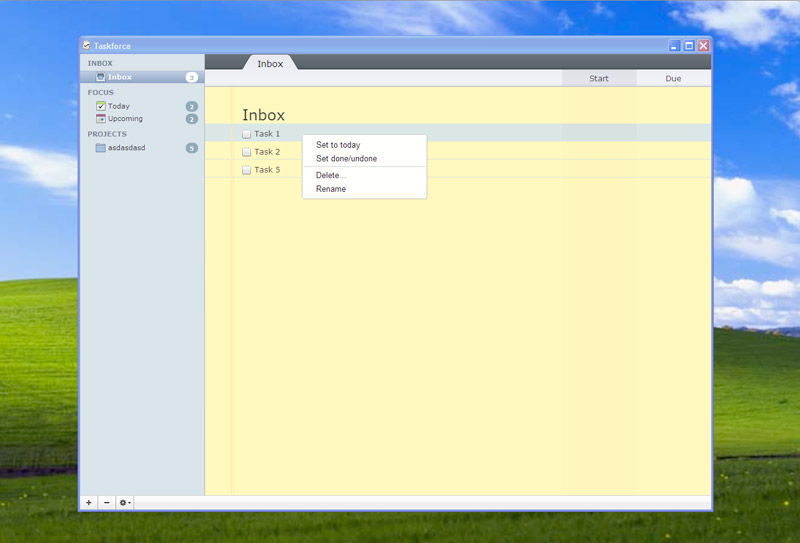 Taskforce
INBOX
Inbox 3
FOCUS
Today 2
Upcoming 2
PROJECTS
asdasdasd 5
Inbox
Start Due
Inbox
Task 1
Task 2
Task 5
Set to today
Set done/undone
Delete...
Rename